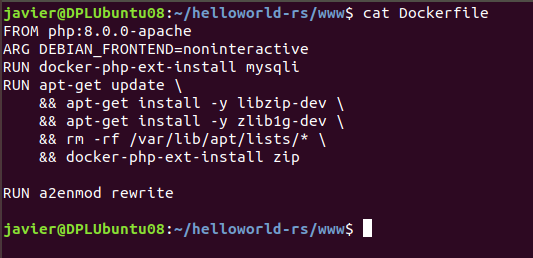 javier@DPLUbuntu08:~/helloworld-rs/www$ cat Dockerfile
FROM php:8.0.0-apache
ARG DEBIAN_FRONTEND=noninteractive
RUN docker-php-ext-install mysqli
RUN apt-get update \
    && apt-get install -y libzip-dev \
    && apt-get install -y zlib1g-dev \
    && rm -rf /var/lib/apt/lists/* \
    && docker-php-ext-install zip

RUN a2enmod rewrite

javier@DPLUbuntu08:~/helloworld-rs/www$